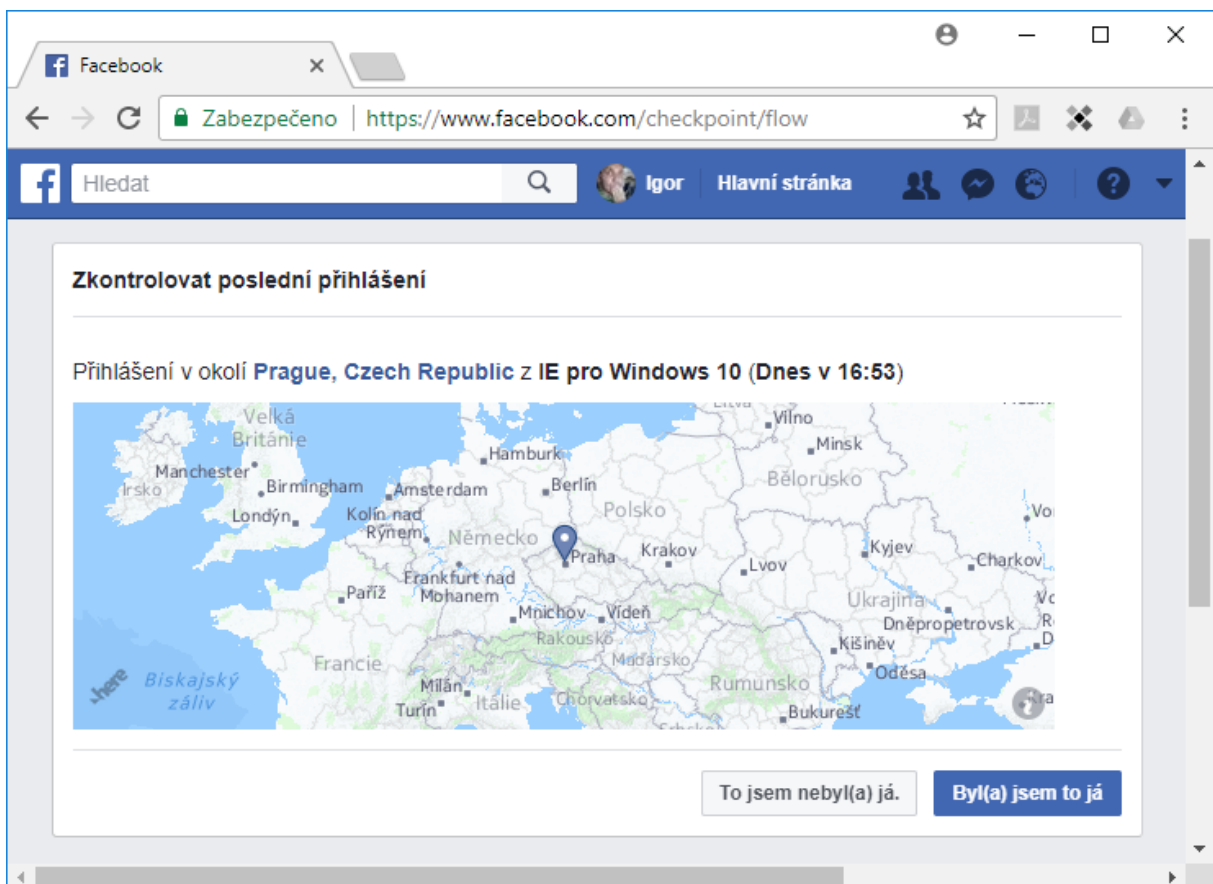 Facebook
Zabezpečeno https://www.facebook.com/checkpoint/flow
Hledat Igor Hlavní stránka
Zkontrolovat poslední přihlášení
Přihlášení v okolí Prague, Czech Republic z IE pro Windows 10 (Dnes v 16:53)
Velká
Británie
Irsko
Manchester
Birmingham
Londýn
Hamburk
Amsterdam
Berlín
Kolín nad
Rýnem
Německo
Polsko
Vilno
Minsk
Bělorusko
Praha
Krakov
Lvov
Kyjev
Charkov
Frankfurt nad
Mohanem
Paříž
Mnichov
Vídeň
Rakousko
Maďarsko
Ukrajina
Dněpropetrovsk
Kišiněv
Oděsa
Francie
Biskajský
záliv
here
Milán
Turín
Itálie
Chorvatsko
Rumunsko
Bukurešť
To jsem nebyl(a) já. Byl(a) jsem to já